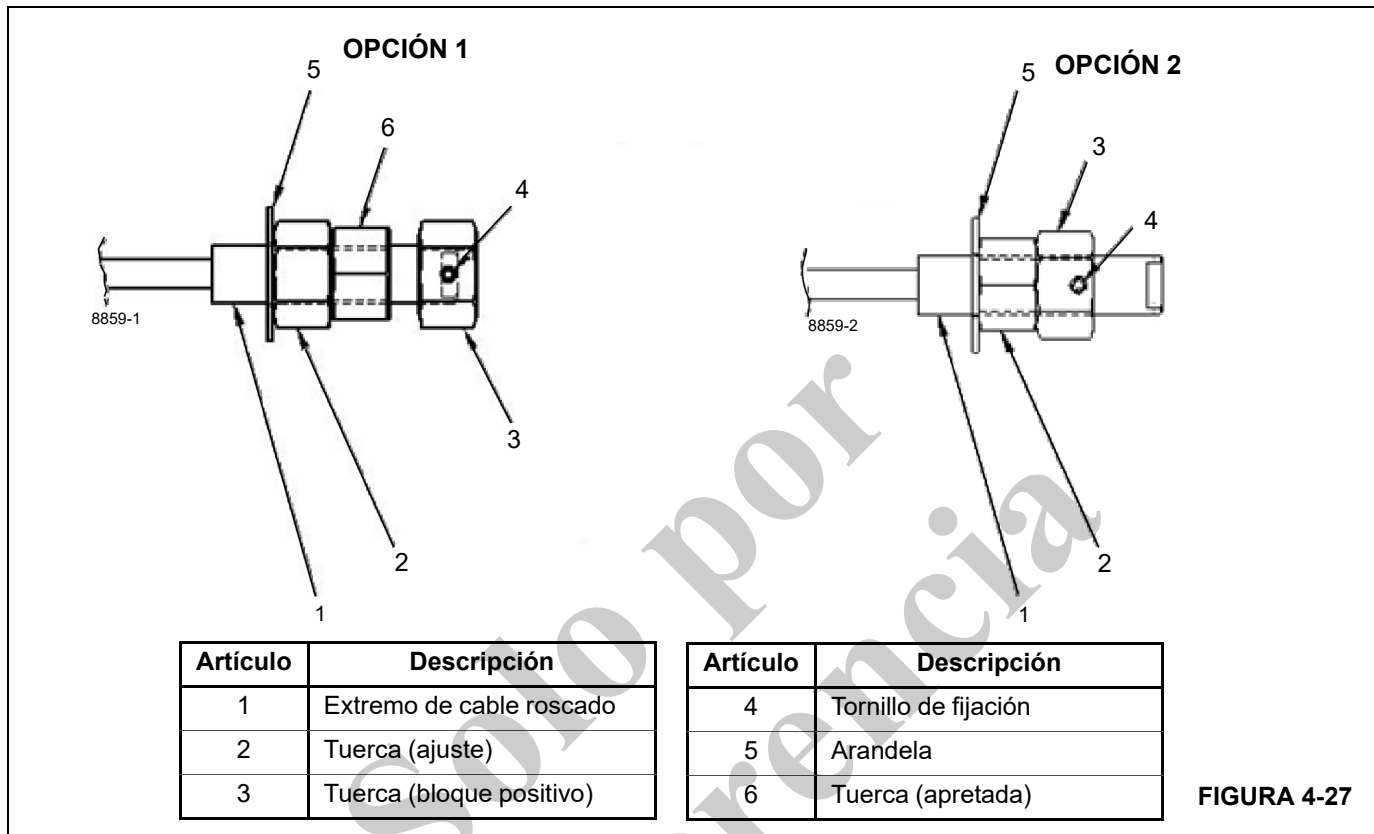 OPCIÓN 1
5
6
4
8859-1
3
2
1
OPCIÓN 2
5
3
4
8859-2
2
1
Artículo Descripción
1 Extremo de cable roscado
2 Tuerca (ajuste)
3 Tuerca (bloque positivo)
Artículo Descripción
4 Tornillo de fijación
5 Arandela
6 Tuerca (apretada)
FIGURA 4-27
Solo por
rencia